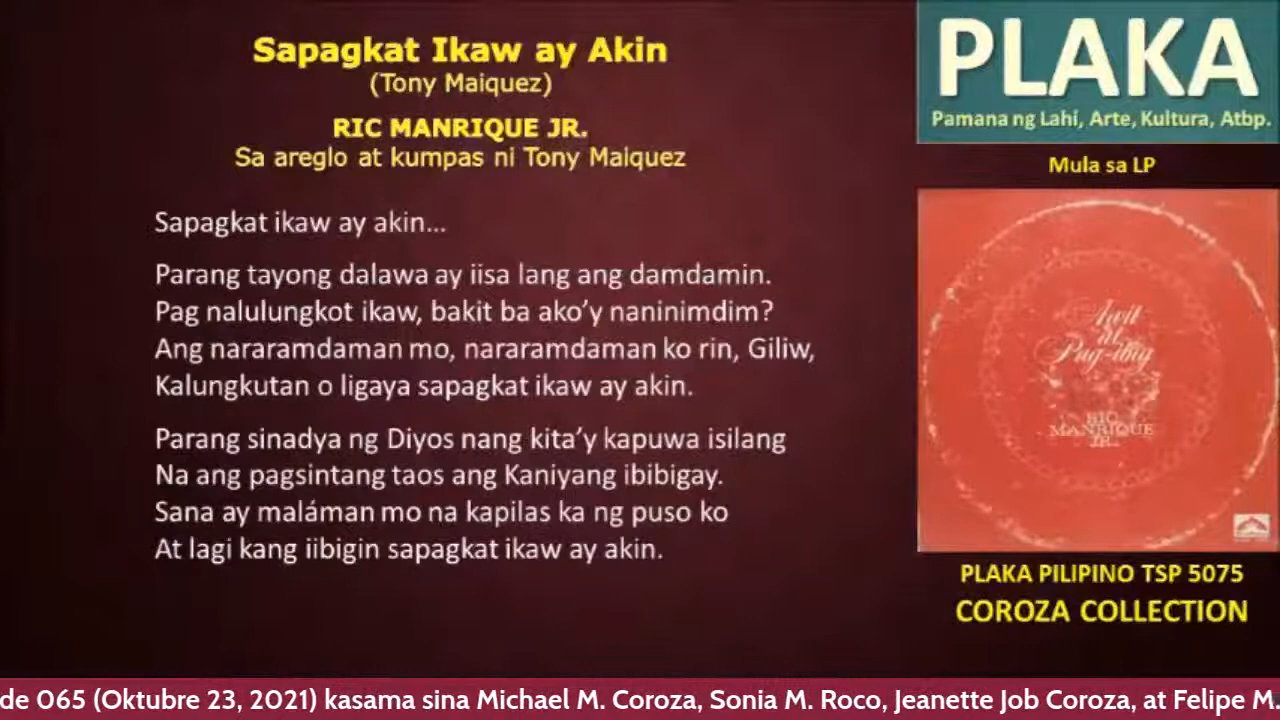 Sapagkat Ikaw ay Akin
(Tony Maiquez)
RIC MANRIQUE JR.
Sa areglo at kumpas ni Tony Maiquez
Sapagkat ikaw ay akin...
Parang tayong dalawa ay iisa lang ang damdamin.
Pag nalulungkot ikaw, bakit ba ako’y naninimdim?
Ang nararamdaman mo, nararamdaman ko rin, Giliw,
Kalungkutan o ligaya sapagkat ikaw ay akin.
Parang sinadya ng Diyos nang kita’y kapuwa isilang
Na ang pagsintang taos ang Kaniyang ibibigay.
Sana ay maláman mo na kapilas ka ng puso ko
At lagi kang iibigin sapagkat ikaw ay akin.
PLAKA
Pamana ng Lahi, Arte, Kultura, Atbp.
Mula sa LP
Awit
at
Pag-ibig
RIC
MANRIQUE
JR.
PLAKA PILIPINO TSP 5075
COROZA COLLECTION
de 065 (Oktubre 23, 2021) kasama sina Michael M. Coroza, Sonia M. Roco, Jeanette Job Coroza, at Felipe M.